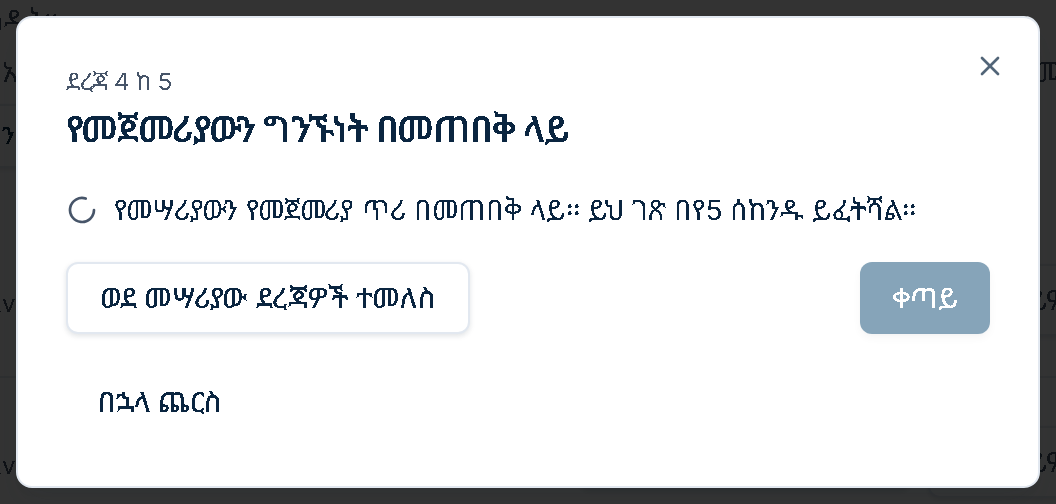 ደረጃ 4 ከ 5
የመጀመሪያውን ግንኙነት በመጠበቅ ላይ
የመሣሪያውን የመጀመሪያ ጥሪ በመጠበቅ ላይ። ይህ ገጽ በየ5 ሰከንዱ ይፈትሻል።
ወደ መሣሪያው ደረጃዎች ተመለስ
ቀጣይ
በኋላ ጨርስ